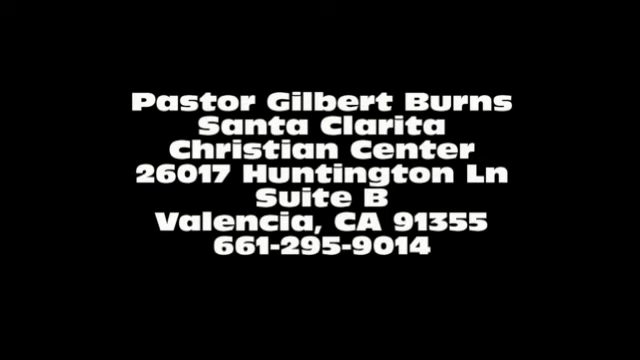 Pastor Gilbert Burns
Santa Clarita
Christian Center
26017 Huntington Ln
Suite B
Valencia, CA 91355
661-295-9014